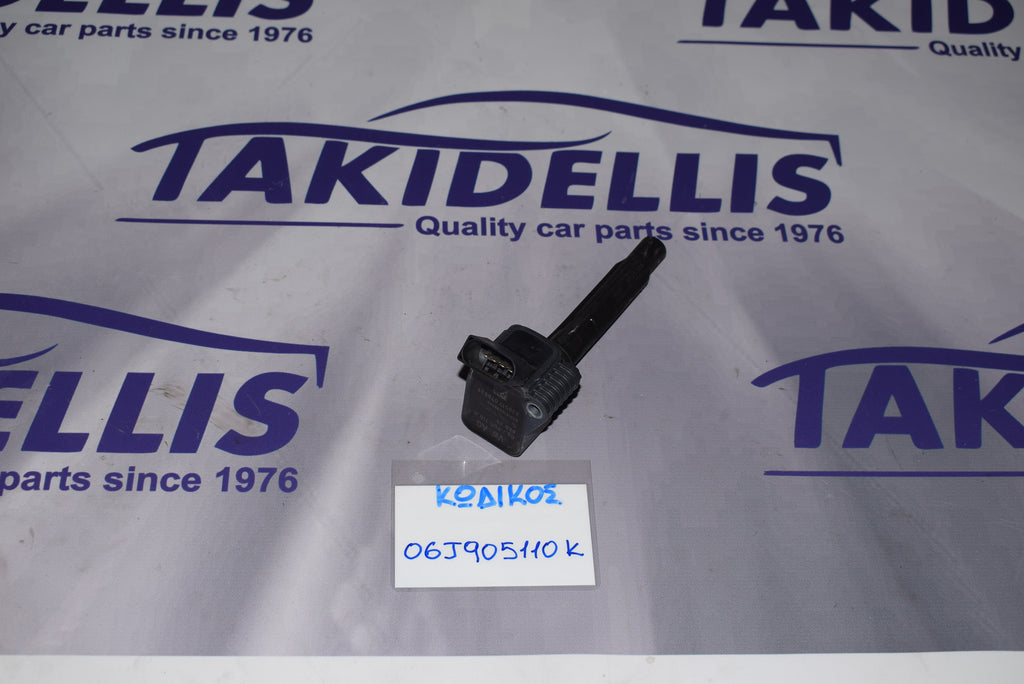 y car parts since 1976
TAKID
Quality
TAKIDELLIS
Quality car parts since 1976
ELLIS
parts since 1976
TAK
ΚΩΔΙΚΟΣ
06J905110K